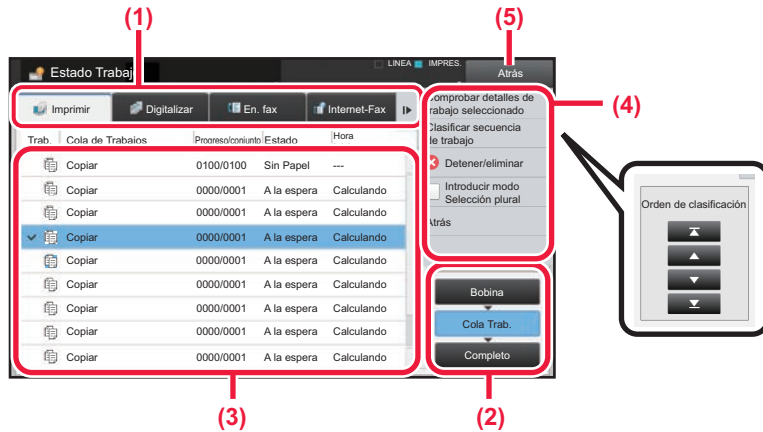 (1)
(5)
LINEA IMPRES.
Estado Trabajo
Atrás
Imprimir Digitalizar En. fax Internet-Fax
Comprobar detalles de
trabajo seleccionado
(4)
Clasificar secuencia
de trabajo
Trab. Cola de Trabajos Progreso/conjunto Estado Hora
Copiar 0100/0100 Sin Papel ---
Detener/eliminar
Copiar 0000/0001 A la espera Calculando
Introducir modo
Selección plural
Copiar 0000/0001 A la espera Calculando
Orden de clasificación
Atrás
Copiar 0000/0001 A la espera Calculando
Copiar 0000/0001 A la espera Calculando
Copiar 0000/0001 A la espera Calculando
Bobina
Copiar 0000/0001 A la espera Calculando
Cola Trab.
Copiar 0000/0001 A la espera Calculando
Copiar 0000/0001 A la espera Calculando
Completo
(3)
(2)